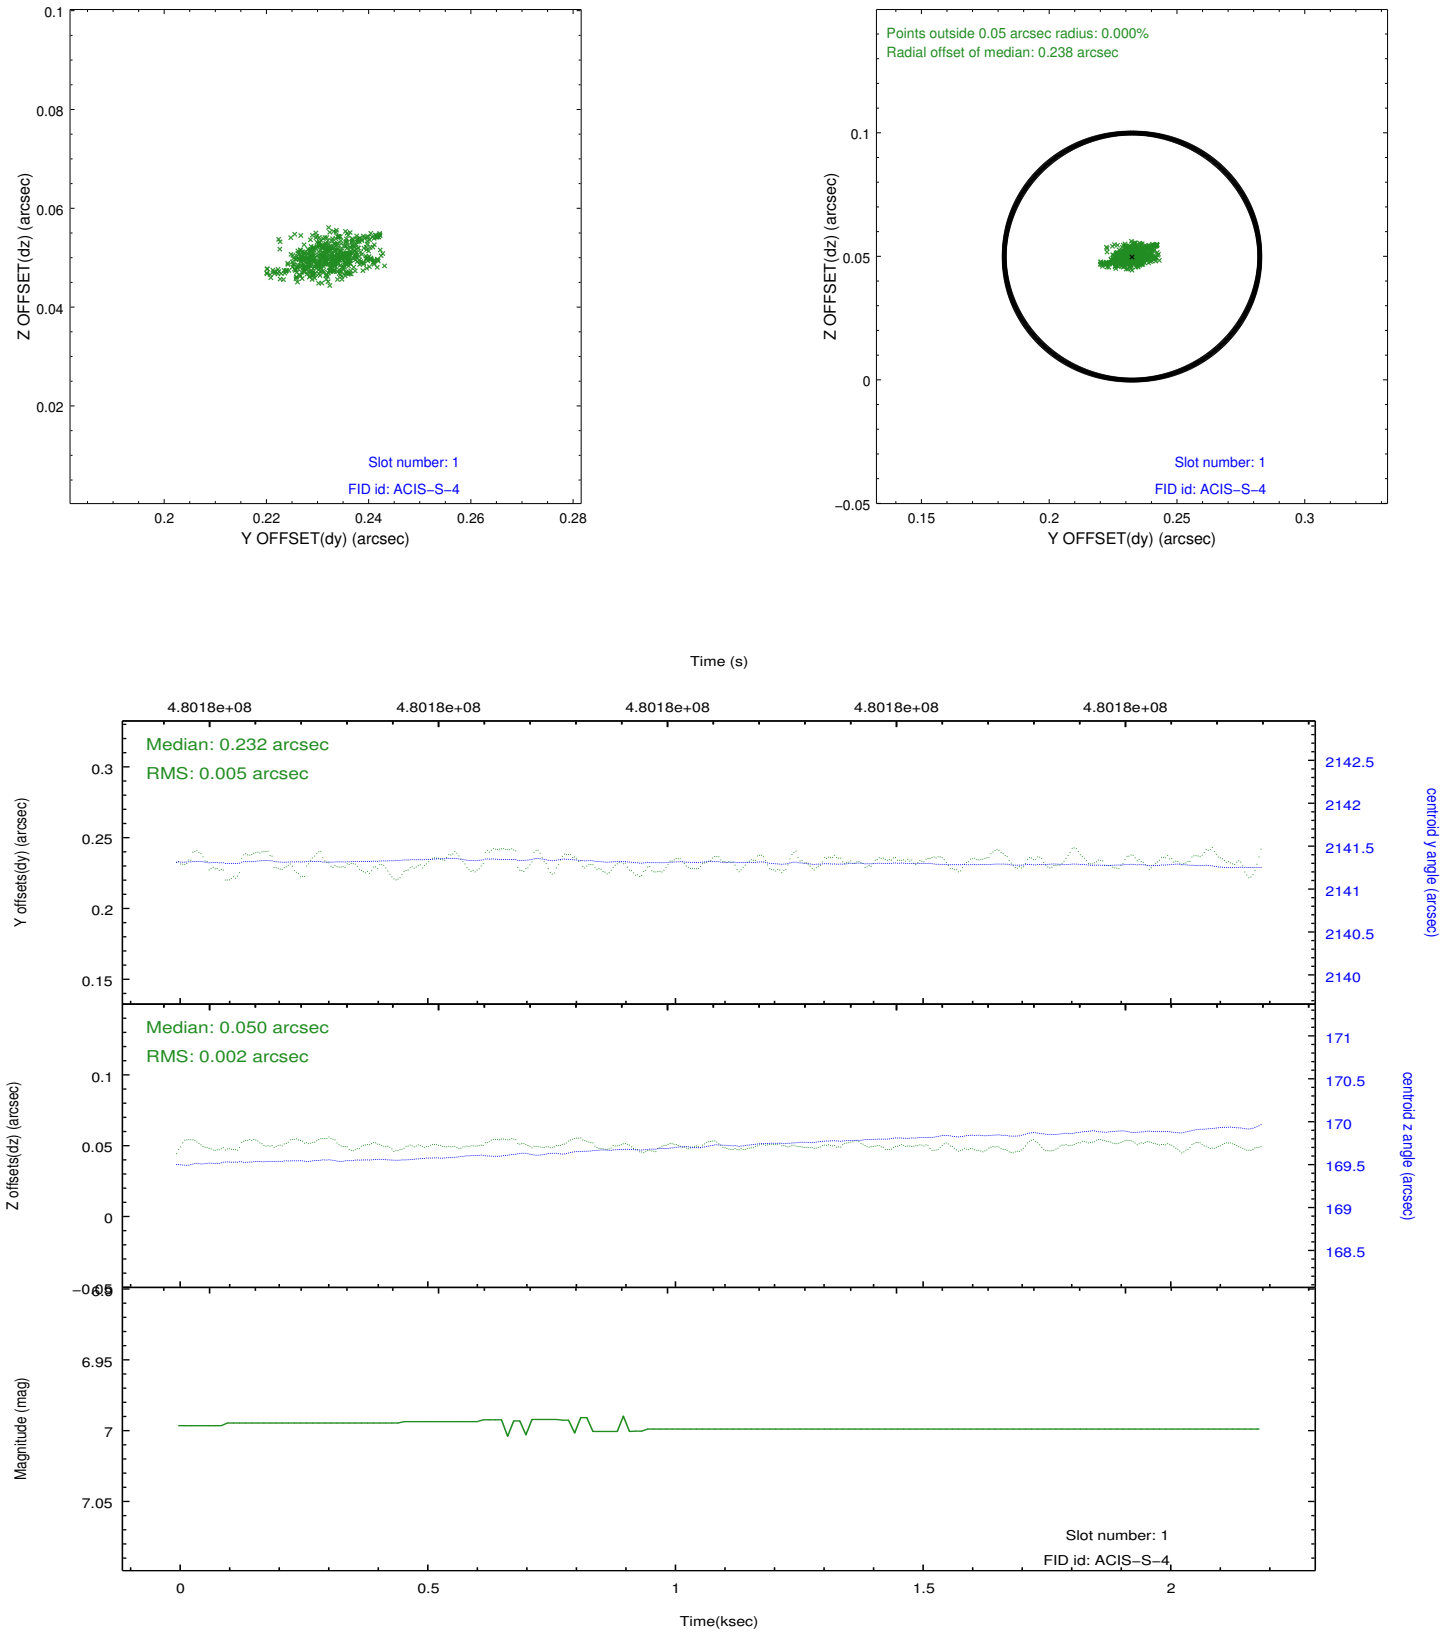 0.1
0.08
0.06
0.04
0.02
Z OFFSET(dz) (arcsec)
Slot number: 1
FID id: ACIS−S−4
0.2 0.22 0.24 0.26 0.28
Y OFFSET(dy) (arcsec)
Points outside 0.05 arcsec radius: 0.000%
Radial offset of median: 0.238 arcsec
0.1
0.05
0
−0.05
Z OFFSET(dz) (arcsec)
Slot number: 1
FID id: ACIS−S−4
0.15 0.2 0.25 0.3
Y OFFSET(dy) (arcsec)
Time (s)
4.8018e+08 4.8018e+08 4.8018e+08 4.8018e+08 4.8018e+08
Median: 0.232 arcsec
RMS: 0.005 arcsec
0.3
0.25
0.2
0.15
Y offsets(dy) (arcsec)
2142.5
2142
2141.5
2141
2140.5
2140
centroid y angle (arcsec)
Median: 0.050 arcsec
RMS: 0.002 arcsec
0.1
0.05
0
−0.05
Z offsets(dz) (arcsec)
171
170.5
170
169.5
169
168.5
centroid z angle (arcsec)
6.9
6.95
7
7.05
Magnitude (mag)
Slot number: 1
FID id: ACIS−S−4
0 0.5 1 1.5 2
Time(ksec)